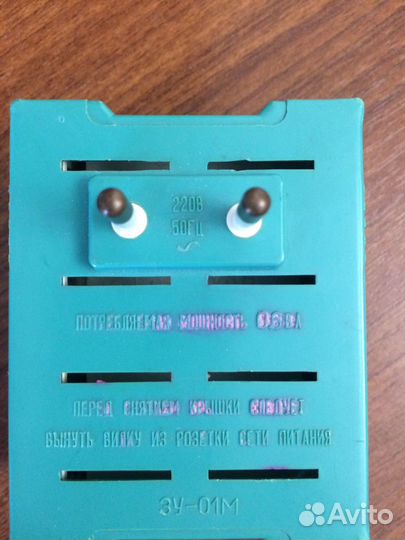 220В
50ГЦ
~
ПОТРЕБЛЯЕМАЯ МОЩНОСТЬ
ПЕРЕД СНЯТИЕМ КРЫШКИ СЛЕДУЕТ
ВЫНУТЬ ВИЛКУ ИЗ РОЗЕТКИ СЕТИ ПИТАНИЯ
ЗУ-01М
Avito